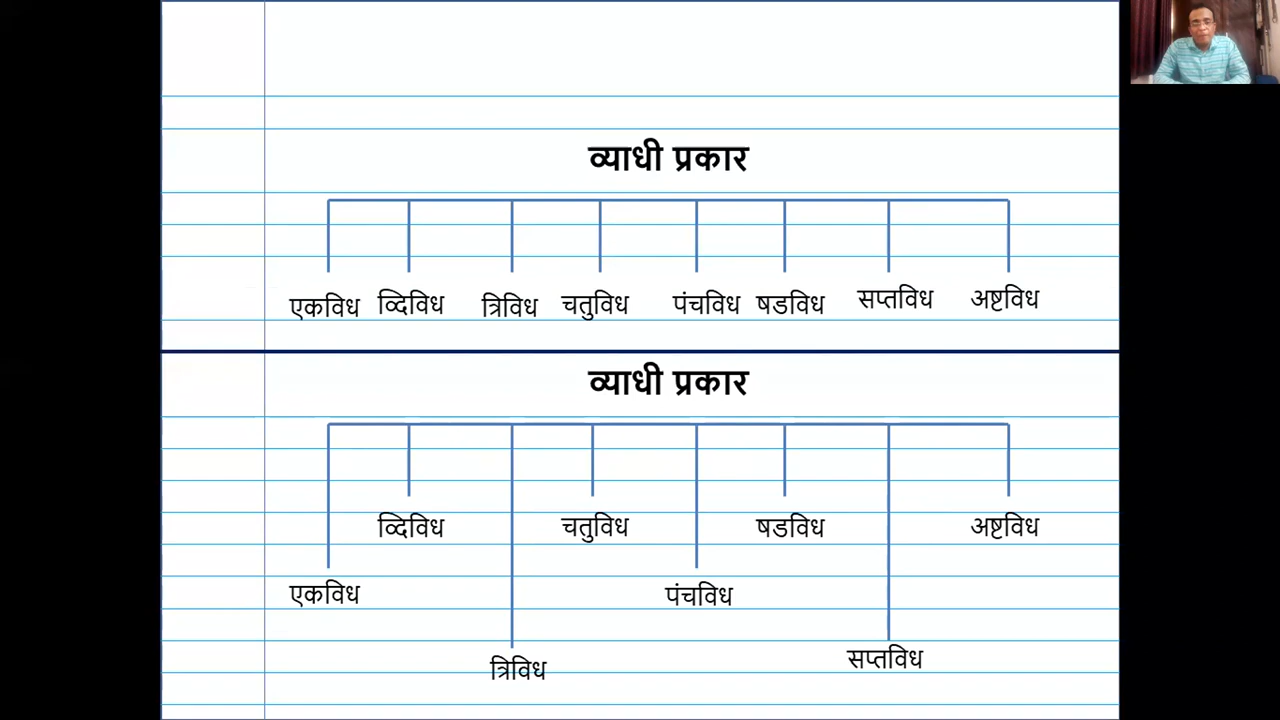 व्याधी प्रकार
एकविध व्दिविध त्रिविध चतुविध पंचविध षडविध सप्तविध अष्टविध
व्याधी प्रकार
व्दिविध चतुविध षडविध अष्टविध
एकविध पंचविध
त्रिविध सप्तविध